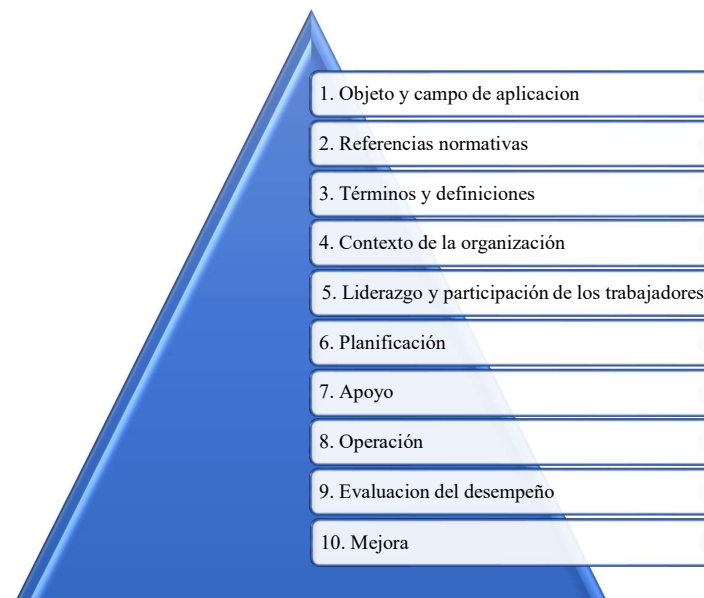 1. Objeto y campo de aplicacion
2. Referencias normativas
3. Términos y definiciones
4. Contexto de la organización
5. Liderazgo y participación de los trabajadores
6. Planificación
7. Apoyo
8. Operación
9. Evaluacion del desempeño
10. Mejora